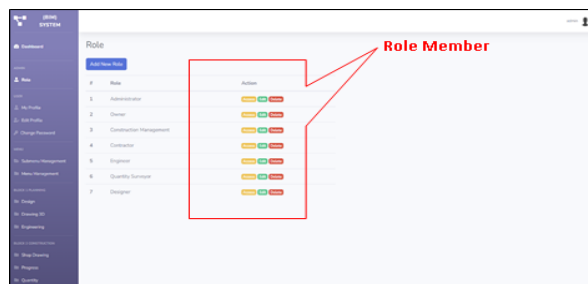 (BIM)
SYSTEM
Dashboard
Role
My Profile
Edit Profile
Change Password
Submenu Management
Menu Management
Design
Drawing 3D
Engineering
Shop Drawing
Progress
Quantity
Role
Add New Role
# Role Action
1 Administrator
2 Owner
3 Construction Management
4 Contractor
5 Engineer
6 Quantity Surveyor
7 Designer
Role Member